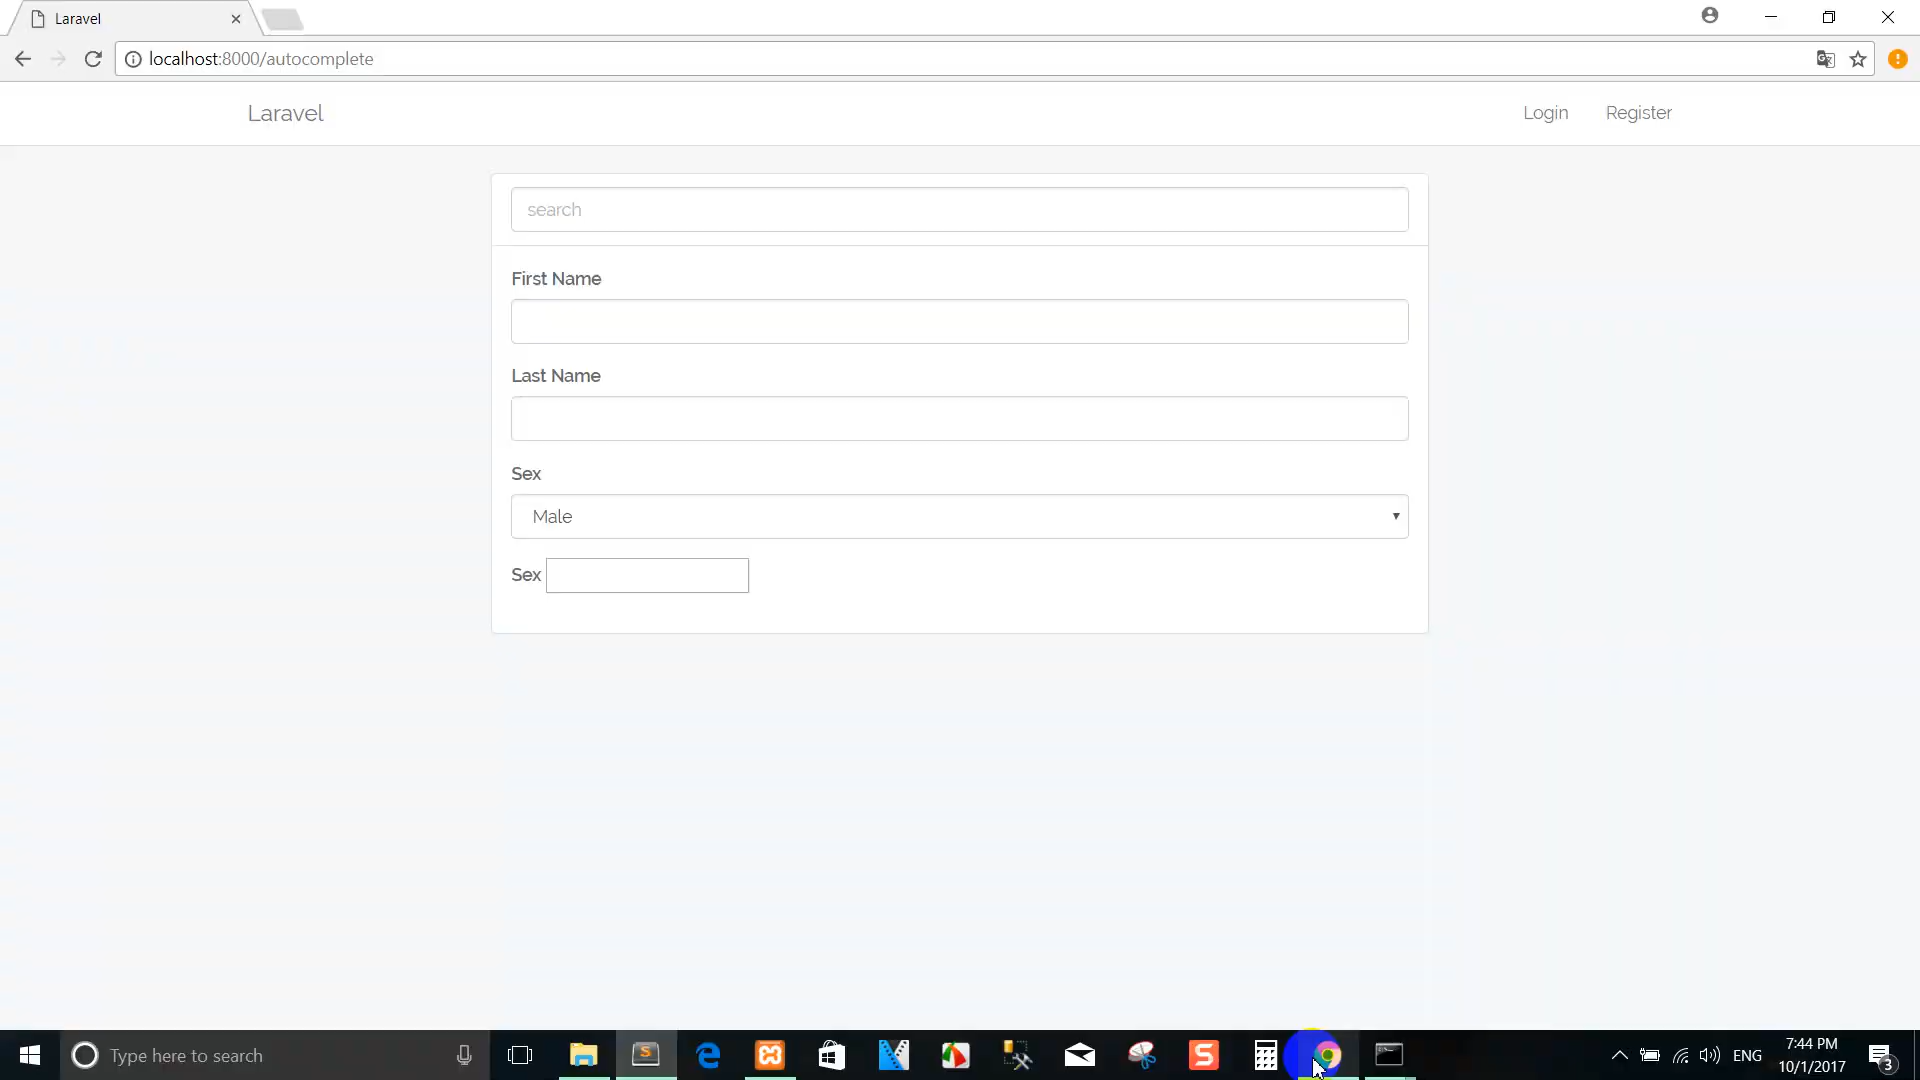 Laravel
localhost:8000/autocomplete
Laravel
Login
Register
search
First Name
Last Name
Sex
Male
Sex
Type here to search
ENG
7:44 PM
10/1/2017
3